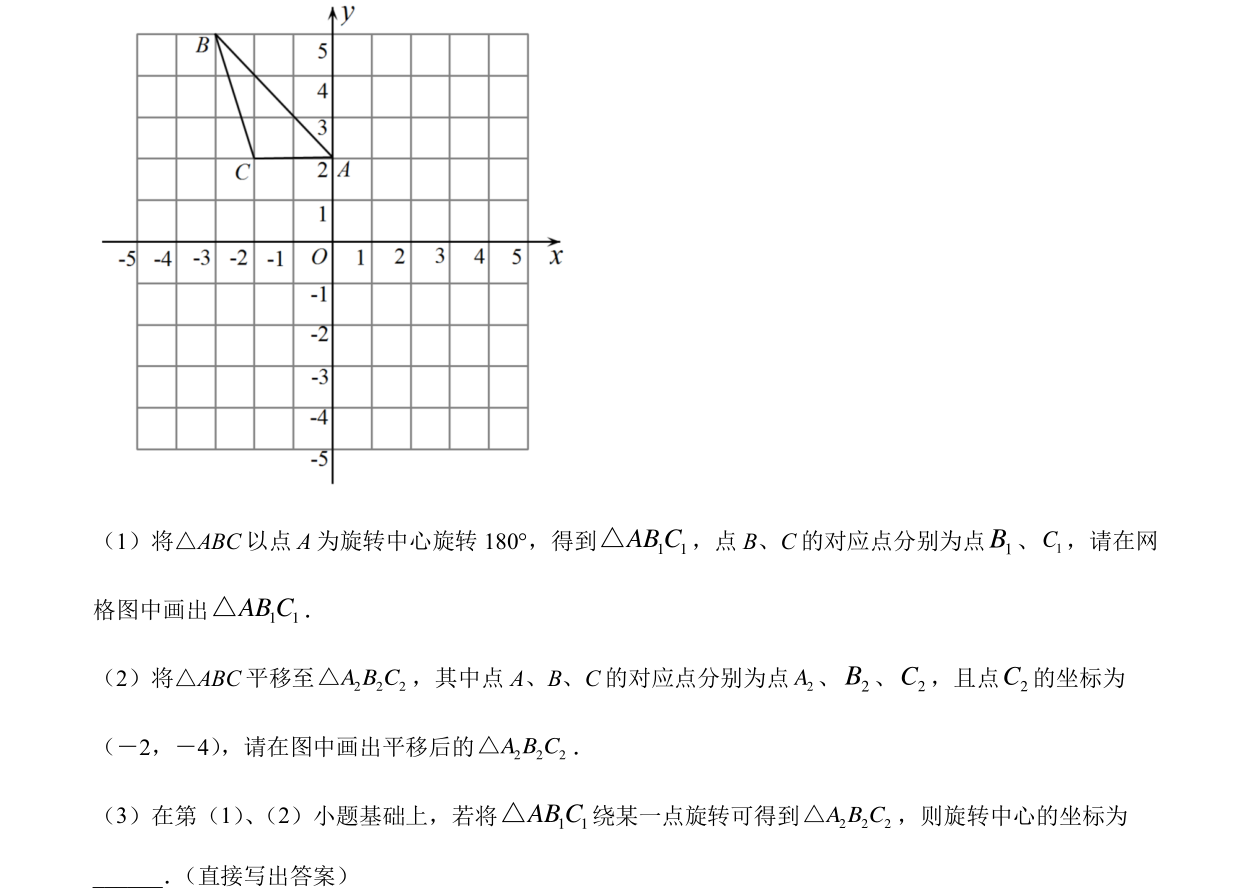 y
B
5
4
3
C
2 A
1
-5 -4 -3 -2 -1 O 1 2 3 4 5 x
-1
-2
-3
-4
-5
（1）将△ABC以点A为旋转中心旋转180°，得到△AB₁C₁，点B、C的对应点分别为点B₁、C₁，请在网
格图中画出△AB₁C₁．
（2）将△ABC平移至△A₂B₂C₂，其中点A、B、C的对应点分别为点A₂、B₂、C₂，且点C₂的坐标为
（－2，－4），请在图中画出平移后的△A₂B₂C₂．
（3）在第（1）、（2）小题基础上，若将△AB₁C₁绕某一点旋转可得到△A₂B₂C₂，则旋转中心的坐标为
______．（直接写出答案）